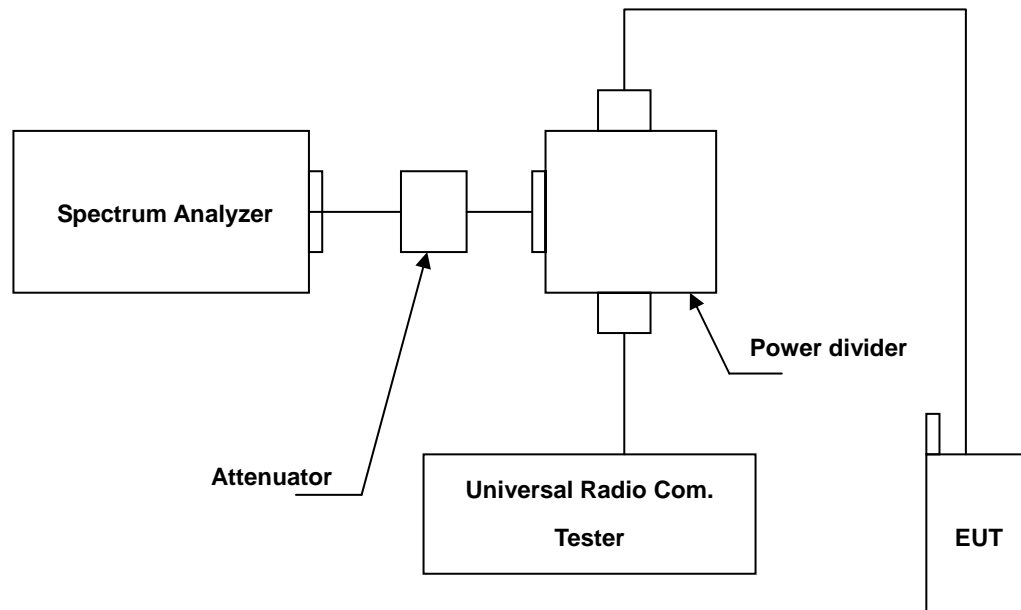 Spectrum Analyzer
Power divider
Attenuator
Universal Radio Com.
Tester
EUT